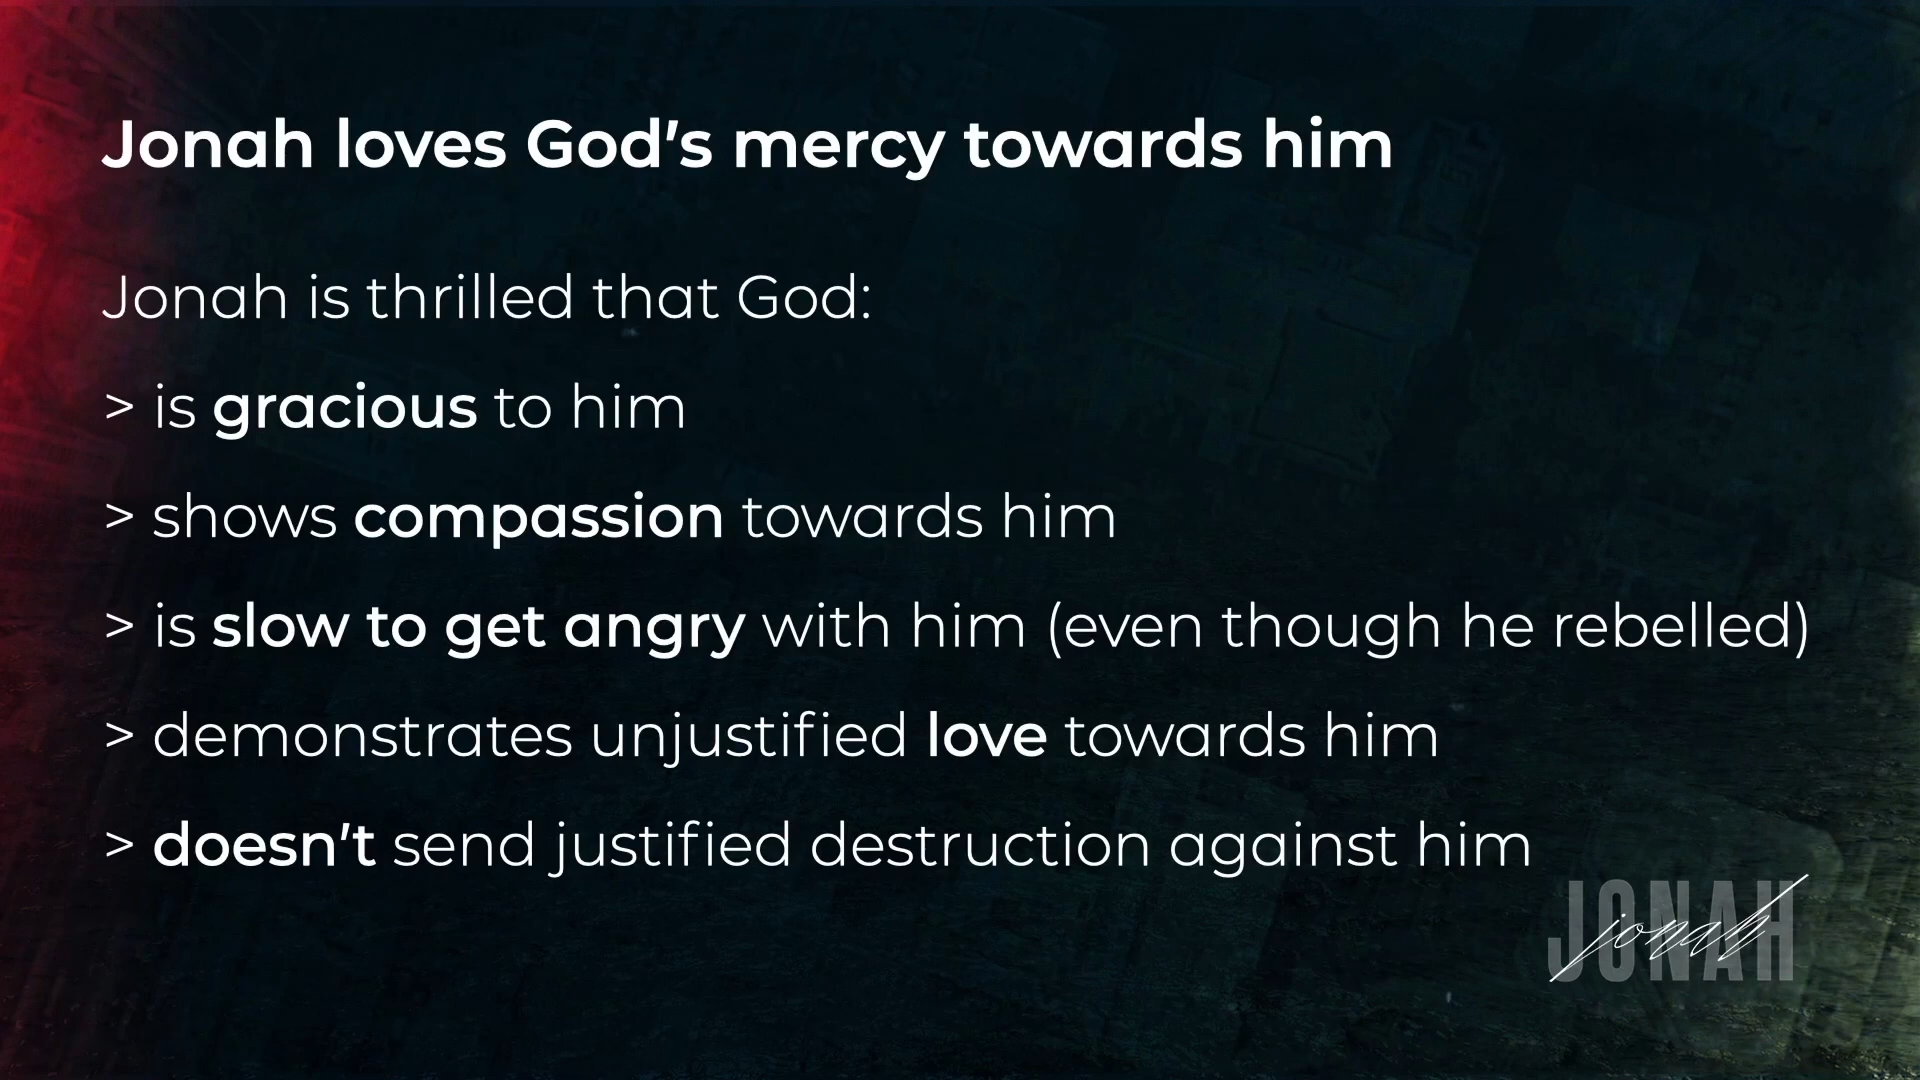 Jonah loves God's mercy towards him
Jonah is thrilled that God:
> is gracious to him
> shows compassion towards him
> is slow to get angry with him (even though he rebelled)
> demonstrates unjustified love towards him
> doesn't send justified destruction against him
JONAH
jonah